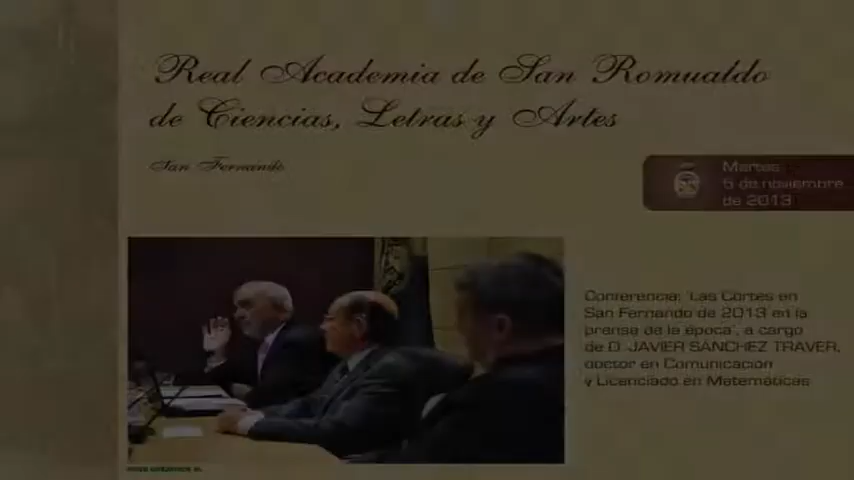 Real Academia de San Romualdo
de Ciencias, Letras y Artes
San Fernando
Martes
5 de noviembre
de 2013
Conferencia: 'Las Cortes en
San Fernando de 2013 en la
prensa de la época', a cargo
de D. JAVIER SÁNCHEZ TRAVER,
doctor en Comunicación
y Licenciado en Matemáticas